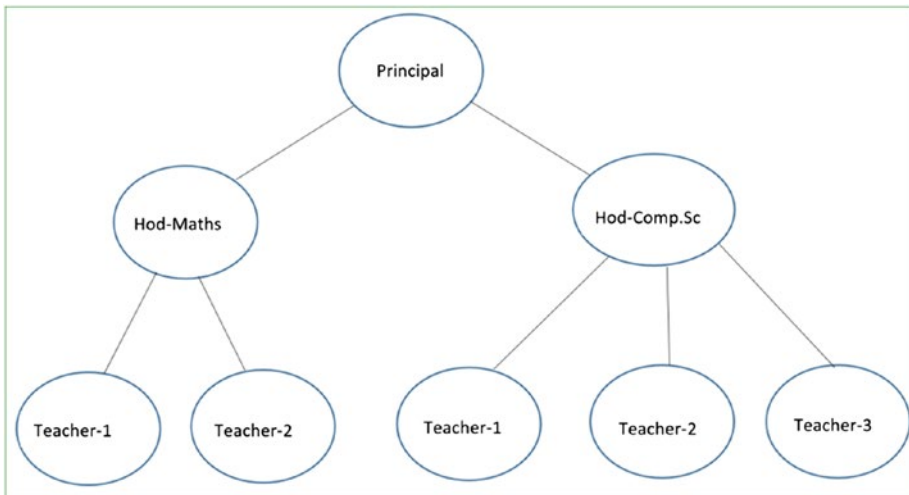 Principal
Hod-Maths
Hod-Comp.Sc
Teacher-1
Teacher-2
Teacher-1
Teacher-2
Teacher-3